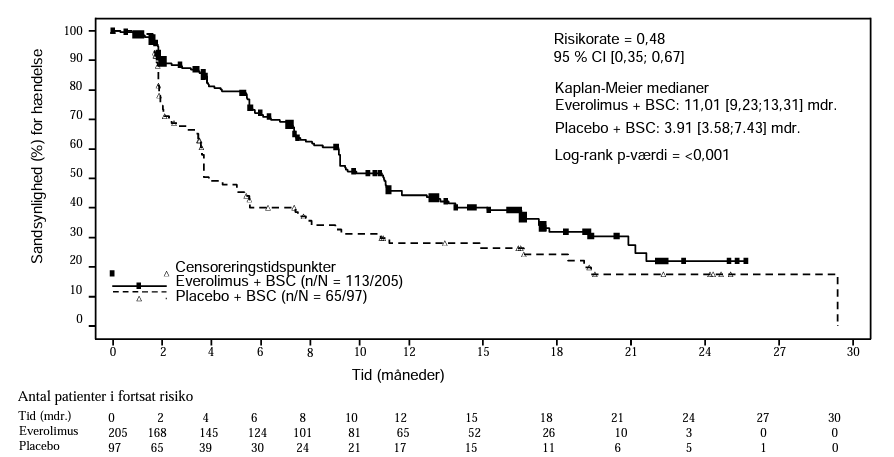 Sandsynlighed (%) for hændelse
100
90
80
70
60
50
40
30
20
10
0
Risikorate = 0,48
95 % CI [0,35; 0,67]
Kaplan-Meier medianer
Everolimus + BSC: 11,01 [9,23;13,31] mdr.
Placebo + BSC: 3.91 [3.58;7.43] mdr.
Log-rank p-værdi = <0,001
Censoreringstidspunkter
Everolimus + BSC (n/N = 113/205)
Placebo + BSC (n/N = 65/97)
0 2 4 6 8 10 12 15 18 21 24 27 30
Tid (måneder)
Antal patienter i fortsat risiko
Tid (mdr.) 0 2 4 6 8 10 12 15 18 21 24 27 30
Everolimus 205 168 145 124 101 81 65 52 26 10 3 0 0
Placebo 97 65 39 30 24 21 17 15 11 6 5 1 0